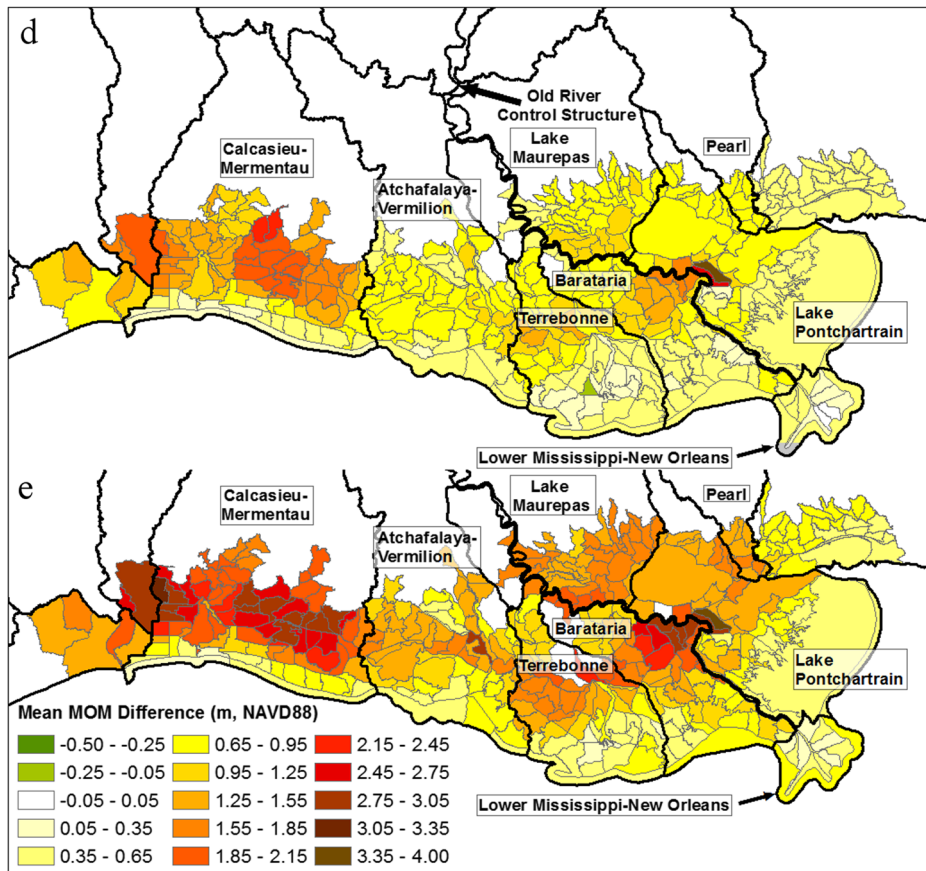 d
Old River
Control Structure
Lake
Maurepas
Pearl
Calcasieu-
Mermentau
Atchafalaya-
Vermilion
Barataria
Terrebonne
Lake
Pontchartrain
Lower Mississippi-New Orleans
e
Calcasieu-
Mermentau
Lake
Maurepas
Pearl
Atchafalaya-
Vermilion
Barataria
Terrebonne
Lake
Pontchartrain
Lower Mississippi-New Orleans
Mean MOM Difference (m, NAVD88)
-0.50 - -0.25
-0.25 - -0.05
-0.05 - 0.05
0.05 - 0.35
0.35 - 0.65
0.65 - 0.95
0.95 - 1.25
1.25 - 1.55
1.55 - 1.85
1.85 - 2.15
2.15 - 2.45
2.45 - 2.75
2.75 - 3.05
3.05 - 3.35
3.35 - 4.00